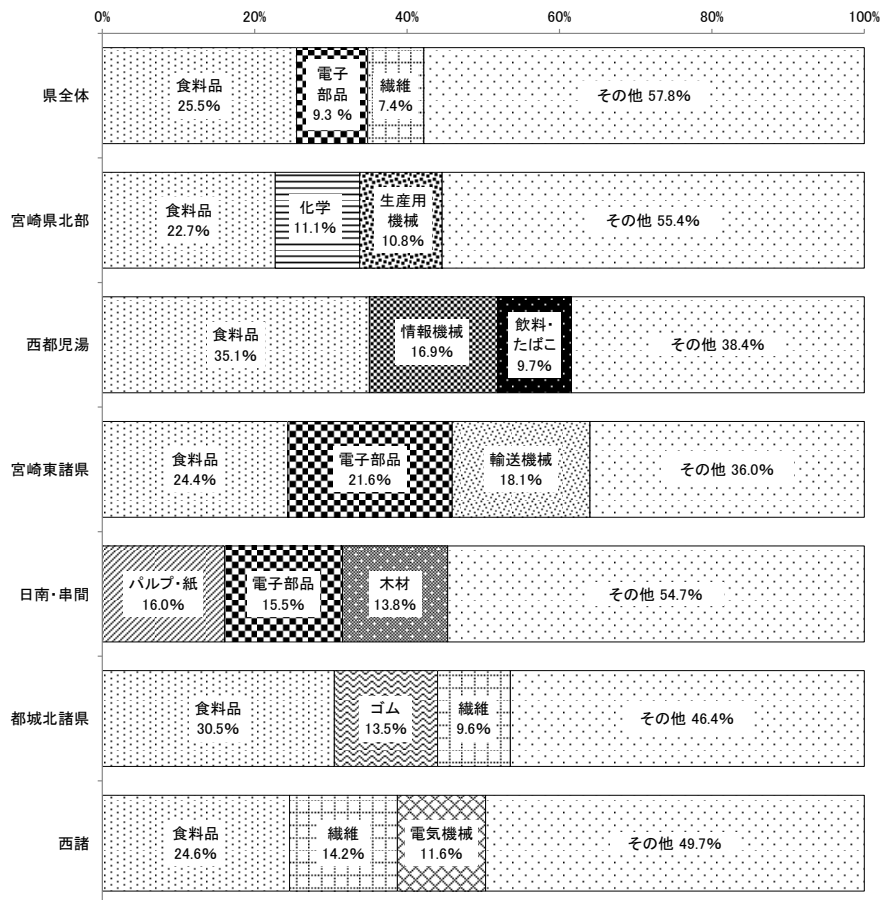 0%
20%
40%
60%
80%
100%
県全体
食料品
25.5%
電子
部品
9.3 %
繊維
7.4%
その他 57.8%
宮崎県北部
食料品
22.7%
化学
11.1%
生産用
機械
10.8%
その他 55.4%
西都児湯
食料品
35.1%
情報機械
16.9%
飲料・
たばこ
9.7%
その他 38.4%
宮崎東諸県
食料品
24.4%
電子部品
21.6%
輸送機械
18.1%
その他 36.0%
日南・串間
パルプ・紙
16.0%
電子部品
15.5%
木材
13.8%
その他 54.7%
都城北諸県
食料品
30.5%
ゴム
13.5%
繊維
9.6%
その他 46.4%
西諸
食料品
24.6%
繊維
14.2%
電気機械
11.6%
その他 49.7%